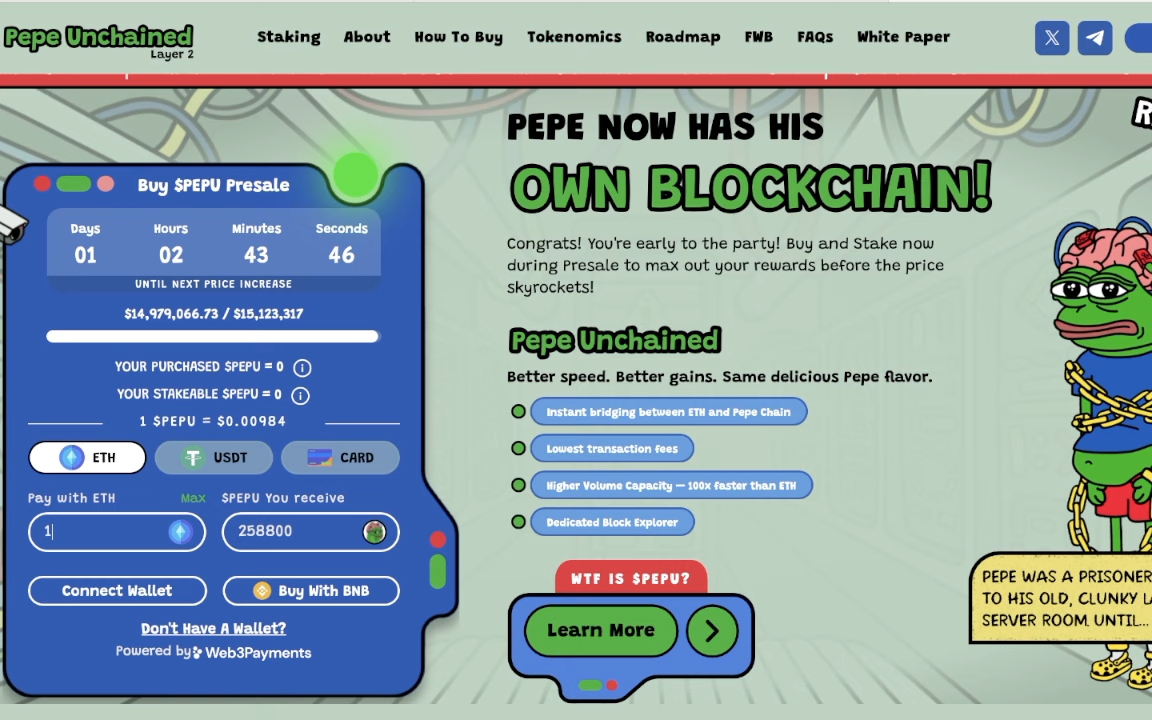 Pepe Unchained
Layer 2
Staking About How To Buy Tokenomics Roadmap FWB FAQs White Paper
Buy $PEPU Presale
Days Hours Minutes Seconds
01 02 43 46
UNTIL NEXT PRICE INCREASE
$14,979,066.73 / $15,123,317
YOUR PURCHASED $PEPU = 0
YOUR STAKEABLE $PEPU = 0
1 $PEPU = $0.00984
ETH USDT CARD
Pay with ETH Max $PEPU You receive
1 258800
Connect Wallet Buy With BNB
Don't Have A Wallet?
Powered by Web3Payments
PEPE NOW HAS HIS
OWN BLOCKCHAIN!
Congrats! You're early to the party! Buy and Stake now
during Presale to max out your rewards before the price
skyrockets!
Pepe Unchained
Better speed. Better gains. Same delicious Pepe flavor.
Instant bridging between ETH and Pepe Chain
Lowest transaction fees
Higher Volume Capacity — 100x faster than ETH
Dedicated Block Explorer
WTF IS $PEPU?
Learn More
PEPE WAS A PRISONER
TO HIS OLD, CLUNKY
SERVER ROOM. UNTIL...